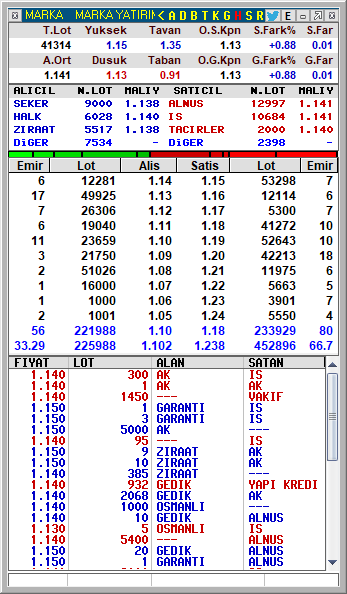 MARKA MARKA YATIRIM < A D B T K G H S R E
T.Lot Yuksek Tavan O.S.Kpn S.Fark% S.Far
41314 1.15 1.35 1.13 +0.88 0.01
A.Ort Dusuk Taban O.G.Kpn G.Fark% G.Far
1.141 1.13 0.91 1.13 +0.88 0.01
ALICIL N.LOT MALIY SATICIL N.LOT MALIY
SEKER 9000 1.138 ALNUS 12997 1.141
HALK 6028 1.140 IS 10684 1.141
ZIRAAT 5517 1.138 TACIRLER 2000 1.140
DiGER 7534 - DiGER 2398 -
Emir Lot Alis Satis Lot Emir
6 12281 1.14 1.15 53298 7
17 49925 1.13 1.16 12114 6
7 26306 1.12 1.17 5300 7
6 19040 1.11 1.18 41272 10
11 23659 1.10 1.19 52643 10
3 21750 1.09 1.20 42213 18
2 51026 1.08 1.21 11975 6
1 16000 1.07 1.22 5663 5
1 1000 1.06 1.23 3901 7
2 1001 1.05 1.24 5550 4
56 221988 1.10 1.18 233929 80
33.29 225988 1.102 1.238 452896 66.7
FIYAT LOT ALAN SATAN
1.140 300 AK IS
1.140 1 AK AK
1.140 1450 --- VAKIF
1.150 1 GARANTI IS
1.150 3 GARANTI IS
1.150 5000 AK ---
1.140 95 --- IS
1.150 9 ZIRAAT AK
1.150 10 ZIRAAT AK
1.150 385 ZIRAAT ---
1.140 932 GEDIK YAPI KREDI
1.140 2068 GEDIK AK
1.140 1000 OSMANLI ---
1.140 10 GEDIK ALNUS
1.130 5 OSMANLI IS
1.140 5400 --- ALNUS
1.150 20 GEDIK ALNUS
1.150 1 GARANTI ALNUS